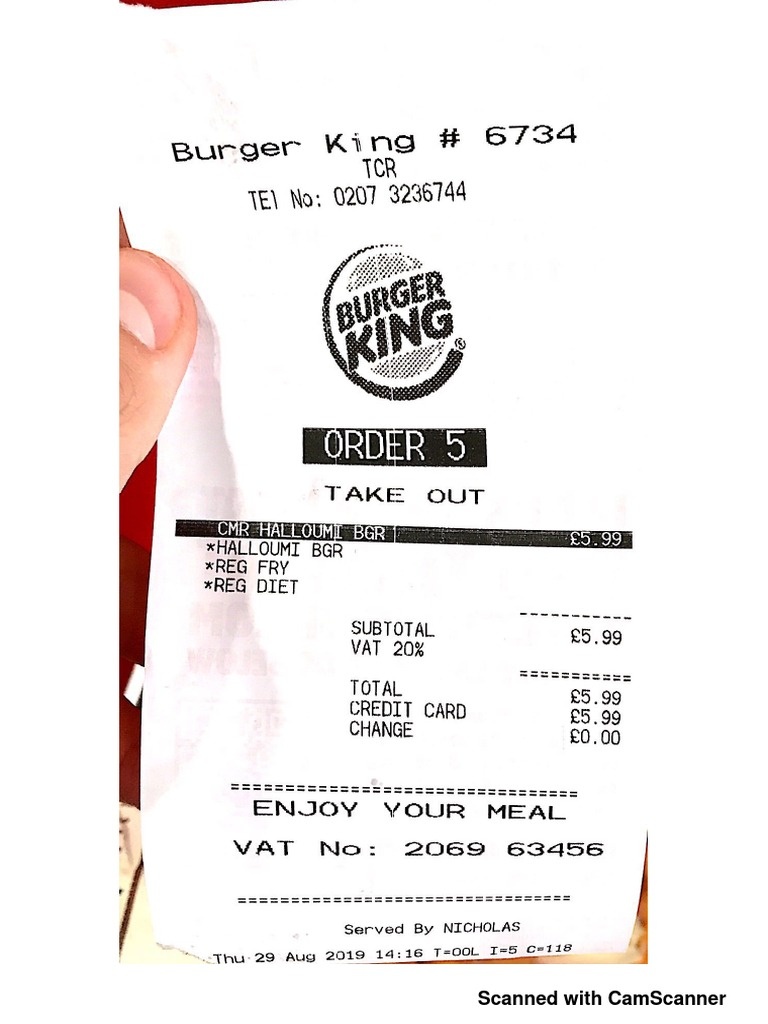 Burger King # 6734
TCR
TEl No: 0207 3236744
BURGER
KING®
ORDER 5
TAKE OUT
CMR HALLOUMI BGR £5.99
*HALLOUMI BGR
*REG FRY
*REG DIET
-----------
SUBTOTAL £5.99
VAT 20%
===========
TOTAL £5.99
CREDIT CARD £5.99
CHANGE £0.00
================================
ENJOY YOUR MEAL
VAT No: 2069 63456
================================
Served By NICHOLAS
Thu 29 Aug 2019 14:16 T=OOL I=5 C=118
Scanned with CamScanner